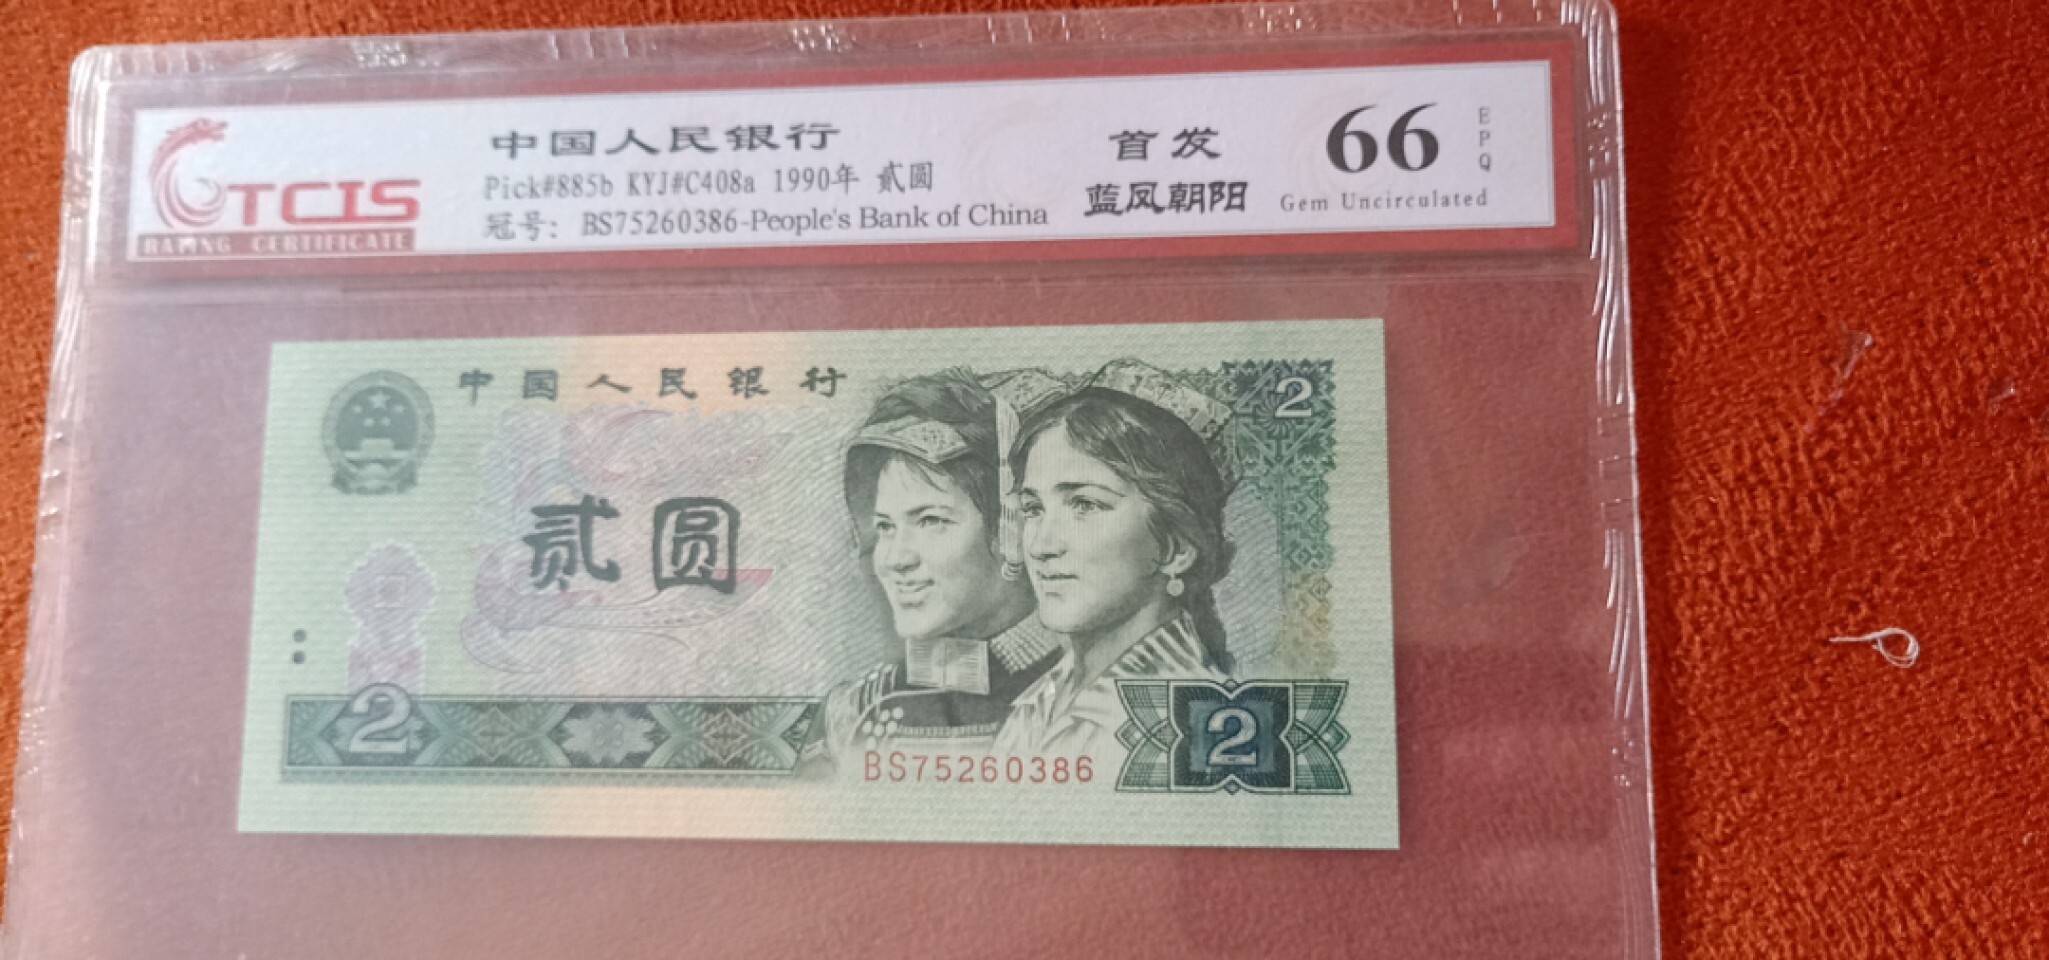 TCIS
RATING CERTIFICATE
中国人民银行
Pick#885b KYJ#C408a 1990年 贰圆
冠号: BS75260386-People's Bank of China
首发
蓝凤朝阳
66
EPQ
Gem Uncirculated
中国人民银行
2
贰圆
2
BS75260386
2